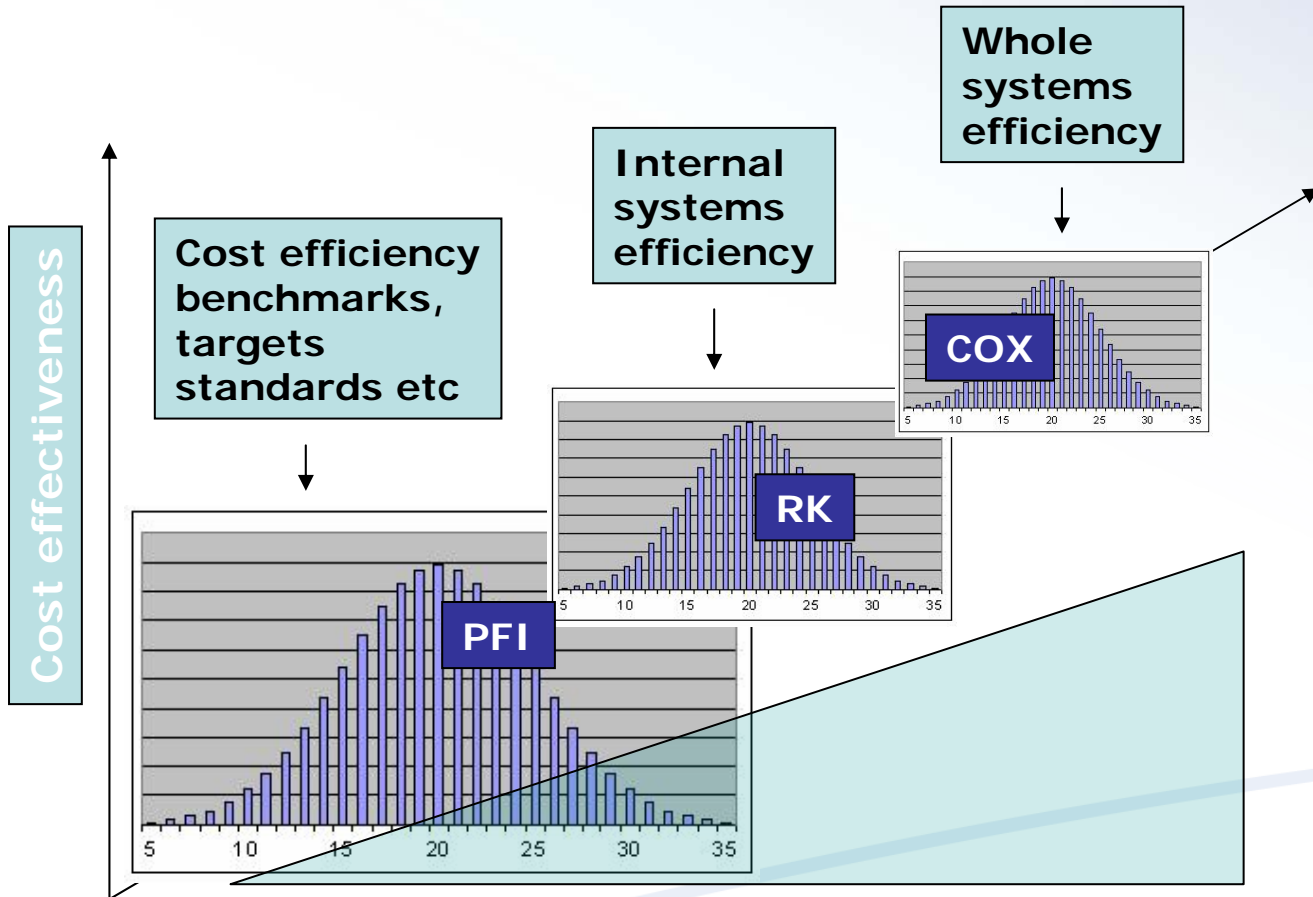 Whole
systems
efficiency
Internal
systems
efficiency
Cost efficiency
benchmarks,
targets
standards etc
Cost effectiveness
COX
5 10 15 20 25 30 35
RK
5 10 15 20 25 30 35
PFI
5 10 15 20 25 30 35